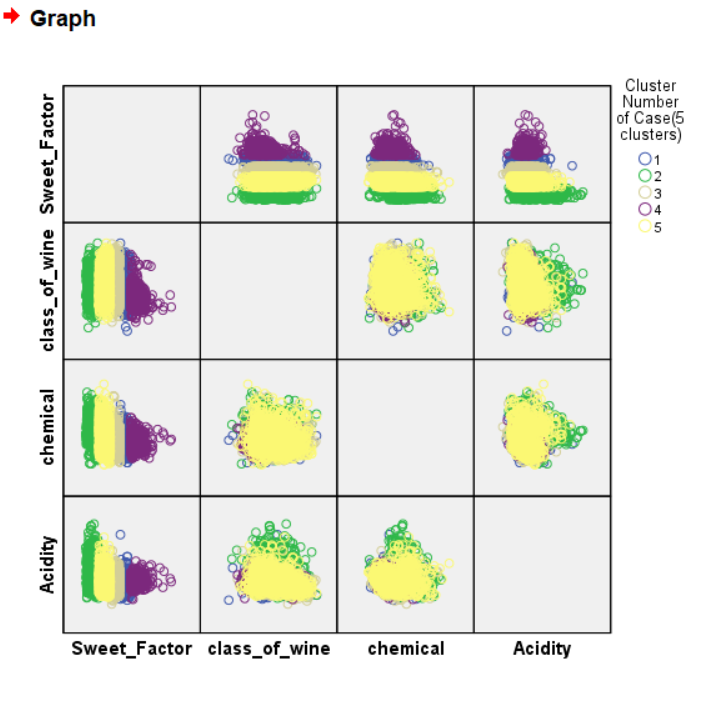 Graph
Cluster
Number
of Case(5
clusters)
1
2
3
4
5
Sweet_Factor
class_of_wine
chemical
Acidity
Sweet_Factor
class_of_wine
chemical
Acidity